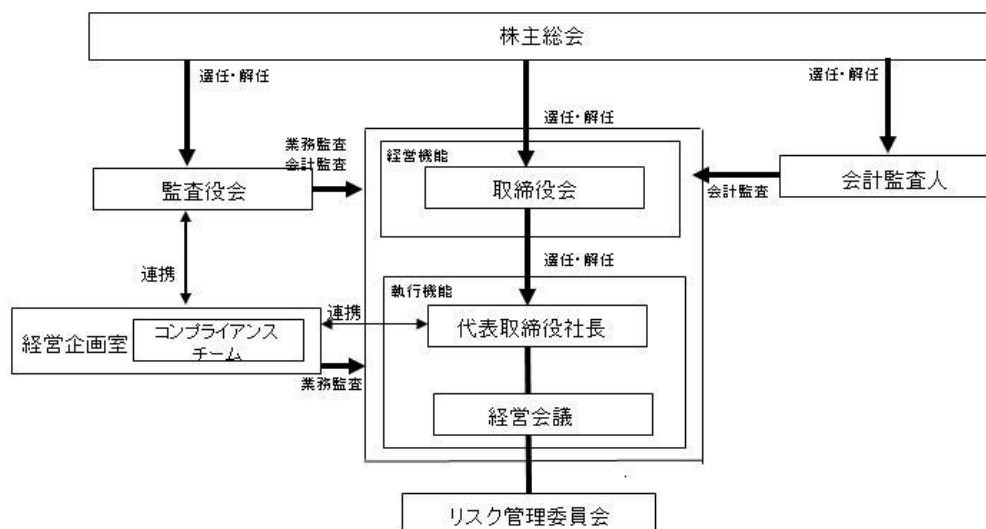 株主総会
選任・解任
選任・解任
選任・解任
業務監査
会計監査
経営機能
監査役会
取締役会
会計監査
会計監査人
選任・解任
連携
執行機能
連携
代表取締役社長
経営企画室
コンプライアンス
チーム
業務監査
経営会議
リスク管理委員会